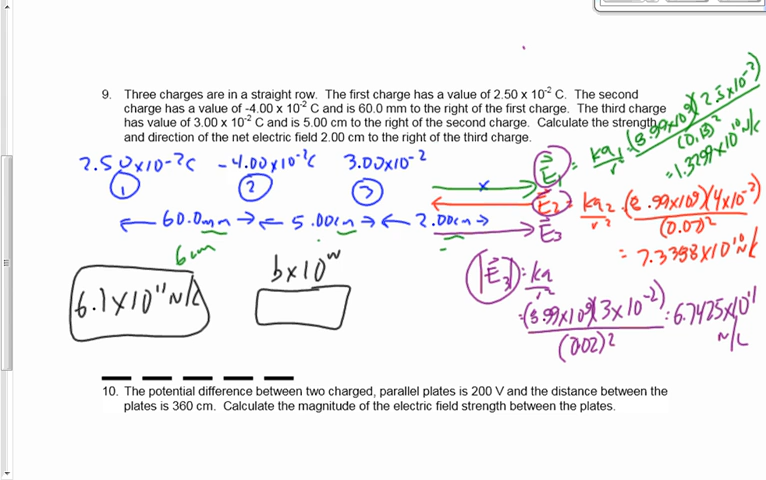 9. Three charges are in a straight row. The first charge has a value of 2.50 x 10⁻² C. The second
charge has a value of -4.00 x 10⁻² C and is 60.0 mm to the right of the first charge. The third charge
has value of 3.00 x 10⁻² C and is 5.00 cm to the right of the second charge. Calculate the strength
and direction of the net electric field 2.00 cm to the right of the third charge.
2.50x10⁻²C -4.00x10⁻²C 3.00x10⁻²
1 2 3
← 60.0mm → ← 5.00cm → ← 2.00cm →
6cm
E₁ = kq₁/r² (8.99x10⁹)(2.5x10⁻²)
(0.13)²
=1.3299x10¹⁰ N/C
E₂ = kq₂/r² (8.99x10⁹)(4x10⁻²)
(0.07)²
= 7.3398x10¹⁰ N/C
E₃
|E₃| = kq/r²
=(8.99x10⁹)(3x10⁻²) = 6.7425x10¹¹
(0.02)² N/C
6.1x10¹¹ N/C
bx10ʷ
10. The potential difference between two charged, parallel plates is 200 V and the distance between the
plates is 360 cm. Calculate the magnitude of the electric field strength between the plates.